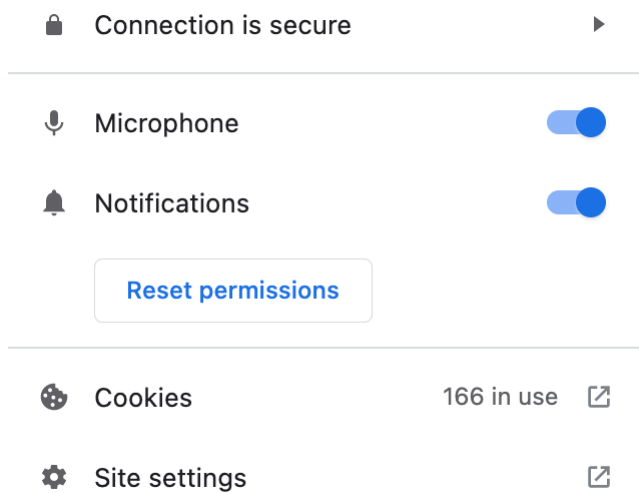 Connection is secure
Microphone
Notifications
Reset permissions
Cookies 166 in use
Site settings